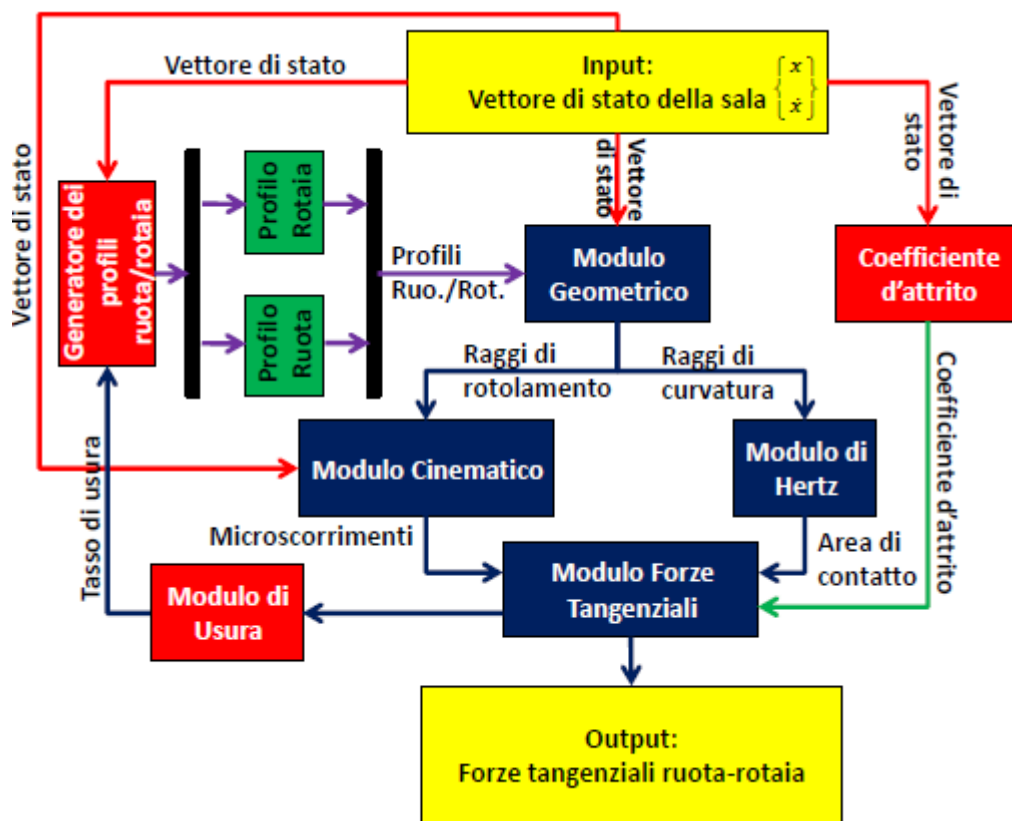 Vettore di stato
Input:
Vettore di stato della sala { x
ẋ }
Vettore di stato
Vettore
di stato
Vettore di
stato
Generatore dei
profili
ruota/rotaia
Profilo
Rotaia
Profilo
Ruota
Profili
Ruo./Rot.
Modulo
Geometrico
Coefficiente
d'attrito
Raggi di
rotolamento
Raggi di
curvatura
Coefficiente d'attrito
Modulo Cinematico
Modulo di
Hertz
Tasso di usura
Microscorrimenti
Area di
contatto
Modulo Forze
Tangenziali
Modulo di
Usura
Output:
Forze tangenziali ruota-rotaia